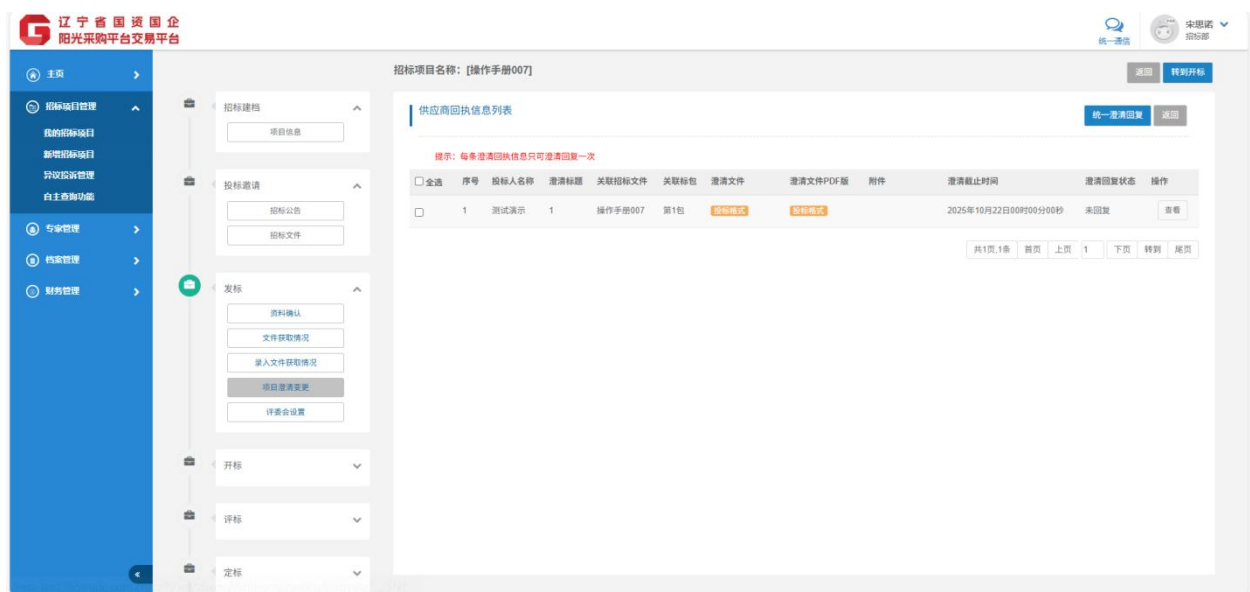 辽宁省国资国企
阳光采购平台交易平台
统一通信
宋思诺
招标部
主页
招标项目管理
我的招标项目
新增招标项目
异议投诉管理
自主查询功能
专家管理
档案管理
财务管理
招标建档
项目信息
投标邀请
招标公告
招标文件
发标
资料确认
文件获取情况
录入文件获取情况
项目澄清变更
评委会设置
开标
评标
定标
招标项目名称：[操作手册007]
返回 转到开标
供应商回执信息列表
统一澄清回复 返回
提示：每条澄清回执信息只可澄清回复一次
全选 序号 投标人名称 澄清标题 关联招标文件 关联标包 澄清文件 澄清文件PDF版 附件 澄清截止时间 澄清回复状态 操作
1 测试演示 1 操作手册007 第1包 投标格式 投标格式 2025年10月22日00时00分00秒 未回复 查看
共1页,1条 首页 上页 1 下页 转到 尾页